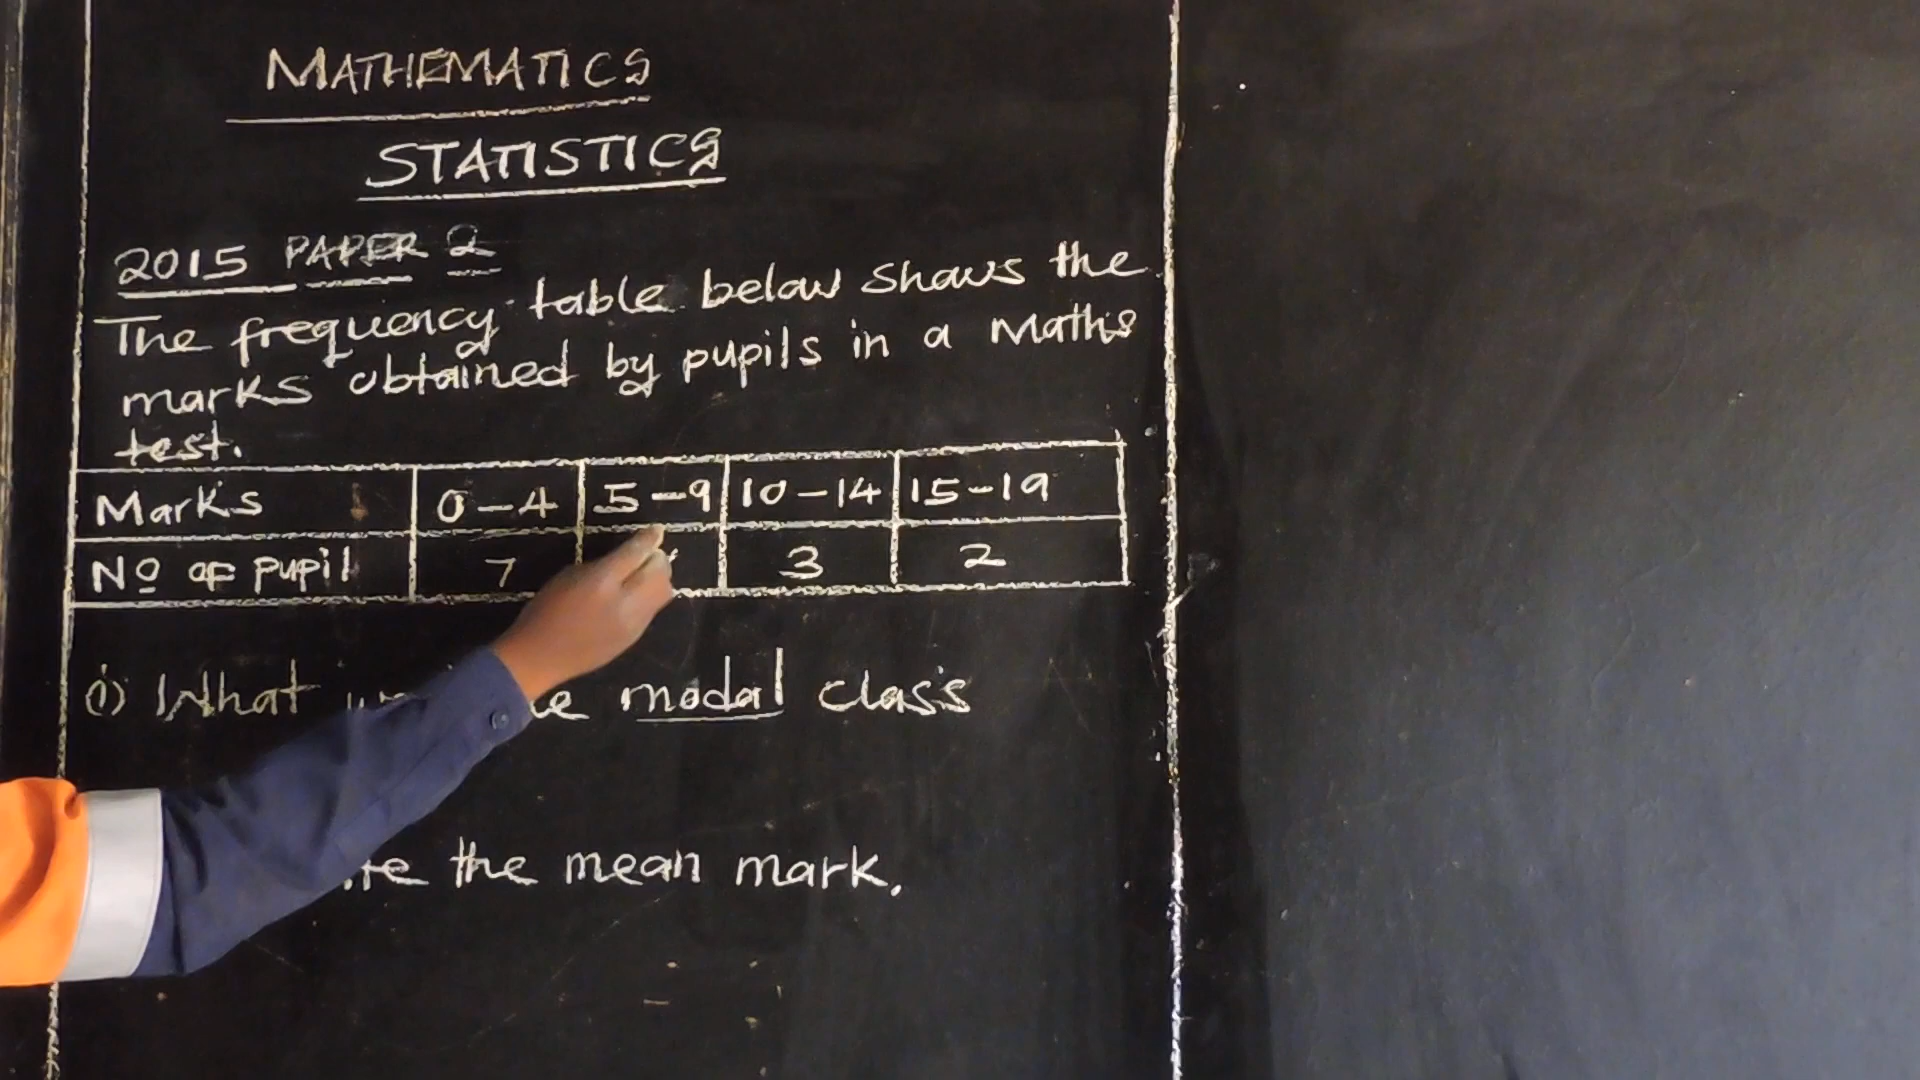 MATHEMATICS
STATISTICS
2015 PAPER 2
The frequency table below shows the
marks obtained by pupils in a Maths
test.
Marks 0-4 5-9 10-14 15-19
No of pupil 7 3 2
i) What modal class
the mean mark.